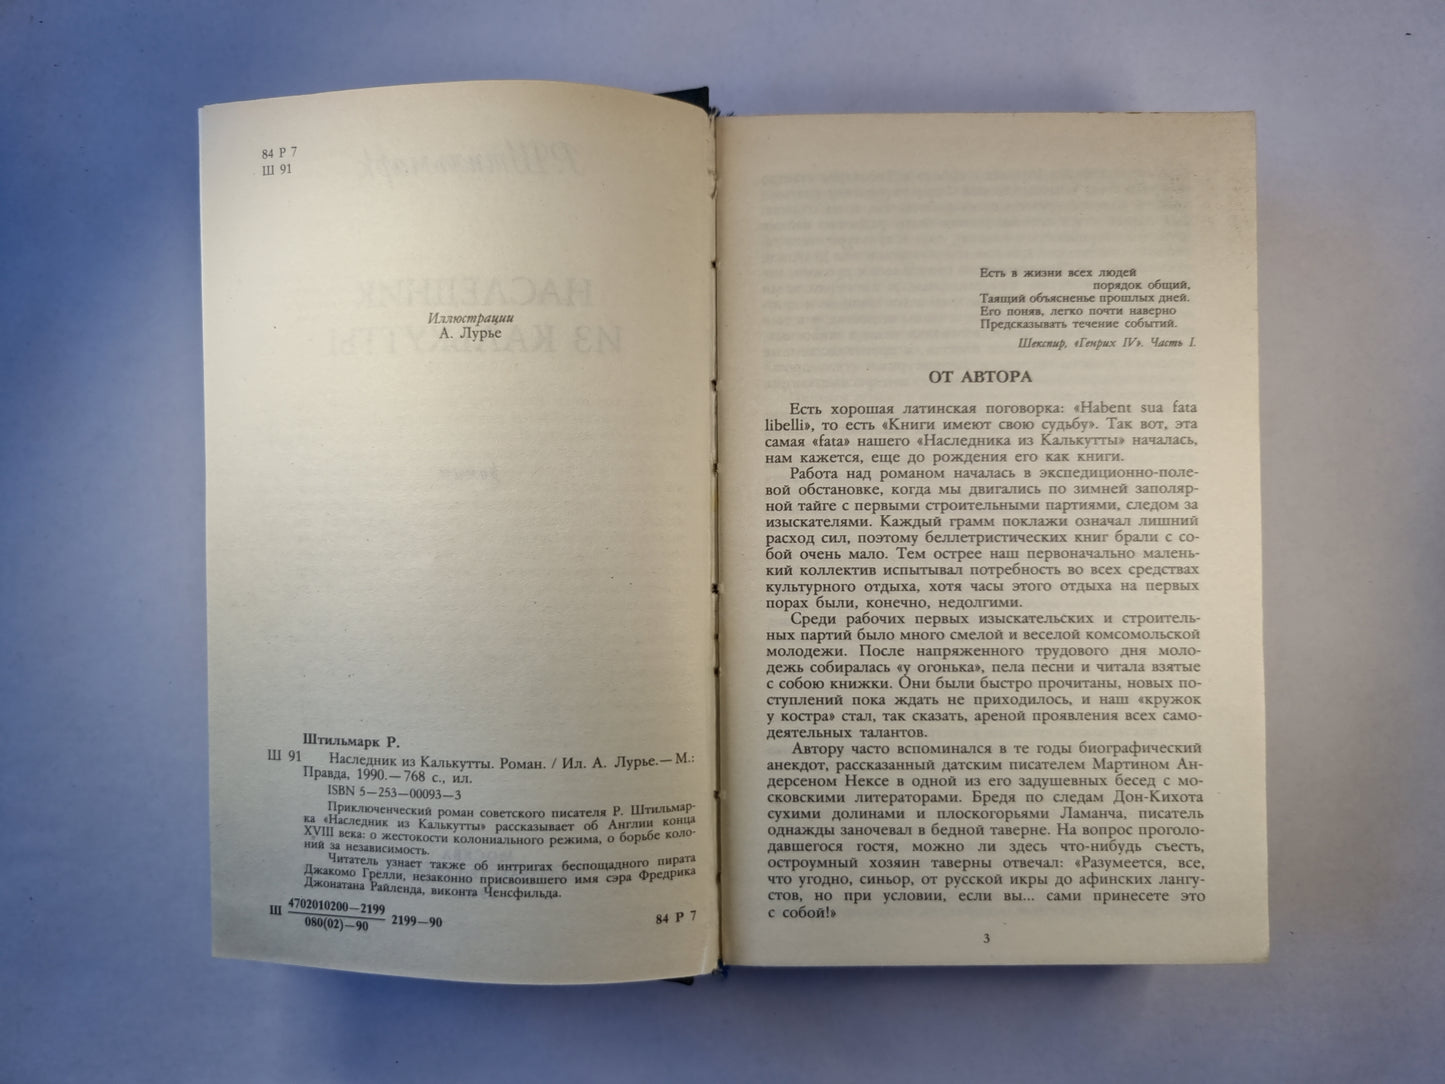 84 Р 7
Ш 91
Иллюстрации
А. Лурье
Штильмарк Р.
Ш 91 Наследник из Калькутты. Роман. / Ил. А. Лурье.— М.:
Правда, 1990.— 768 с., ил.
ISBN 5—253—00093—3
Приключенческий роман советского писателя Р. Штильмар-
ка «Наследник из Калькутты» рассказывает об Англии конца
XVIII века: о жестокости колониального режима, о борьбе коло-
ний за независимость.
Читатель узнает также об интригах беспощадного пирата
Джакомо Грелли, незаконно присвоившего имя сэра Фредрика
Джонатана Райленда, виконта Ченсфильда.
Ш 4702010200—2199
080(02)—90 2199—90
84 Р 7
Есть в жизни всех людей
порядок общий,
Таящий объясненье прошлых дней.
Его поняв, легко почти наверно
Предсказывать течение событий.
Шекспир, «Генрих IV». Часть I.
ОТ АВТОРА
Есть хорошая латинская поговорка: «Habent sua fata
libelli», то есть «Книги имеют свою судьбу». Так вот, эта
самая «fata» нашего «Наследника из Калькутты» началась,
нам кажется, еще до рождения его как книги.
Работа над романом началась в экспедиционно-поле-
вой обстановке, когда мы двигались по зимней заполяр-
ной тайге с первыми строительными партиями, следом за
изыскателями. Каждый грамм поклажи означал лишний
расход сил, поэтому беллетристических книг брали с со-
бой очень мало. Тем острее наш первоначально малень-
кий коллектив испытывал потребность во всех средствах
культурного отдыха, хотя часы этого отдыха на первых
порах были, конечно, недолгими.
Среди рабочих первых изыскательских и строитель-
ных партий было много смелой и веселой комсомольской
молодежи. После напряженного трудового дня моло-
дежь собиралась «у огонька», пела песни и читала взятые
с собою книжки. Они были быстро прочитаны, новых по-
ступлений пока ждать не приходилось, и наш «кружок
у костра» стал, так сказать, ареной проявления всех само-
деятельных талантов.
Автору часто вспоминался в те годы биографический
анекдот, рассказанный датским писателем Мартином Ан-
дерсеном Нексе в одной из его задушевных бесед с мо-
сковскими литераторами. Бредя по следам Дон-Кихота
сухими долинами и плоскогорьями Ламанча, писатель
однажды заночевал в бедной таверне. На вопрос проголо-
давшегося гостя, можно ли здесь что-нибудь съесть,
остроумный хозяин таверны отвечал: «Разумеется, все,
что угодно, синьор, от русской икры до афинских лангу-
стов, но при условии, если вы... сами принесете это
с собой!»
3